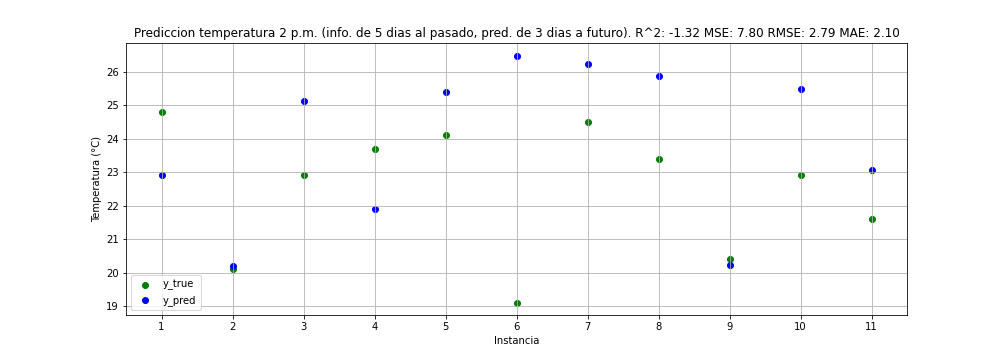 Prediccion temperatura 2 p.m. (info. de 5 dias al pasado, pred. de 3 dias a futuro). R^2: -1.32 MSE: 7.80 RMSE: 2.79 MAE: 2.10
26
25
24
23
22
21
20
19
Temperatura (°C)
y_true
y_pred
1 2 3 4 5 6 7 8 9 10 11
Instancia